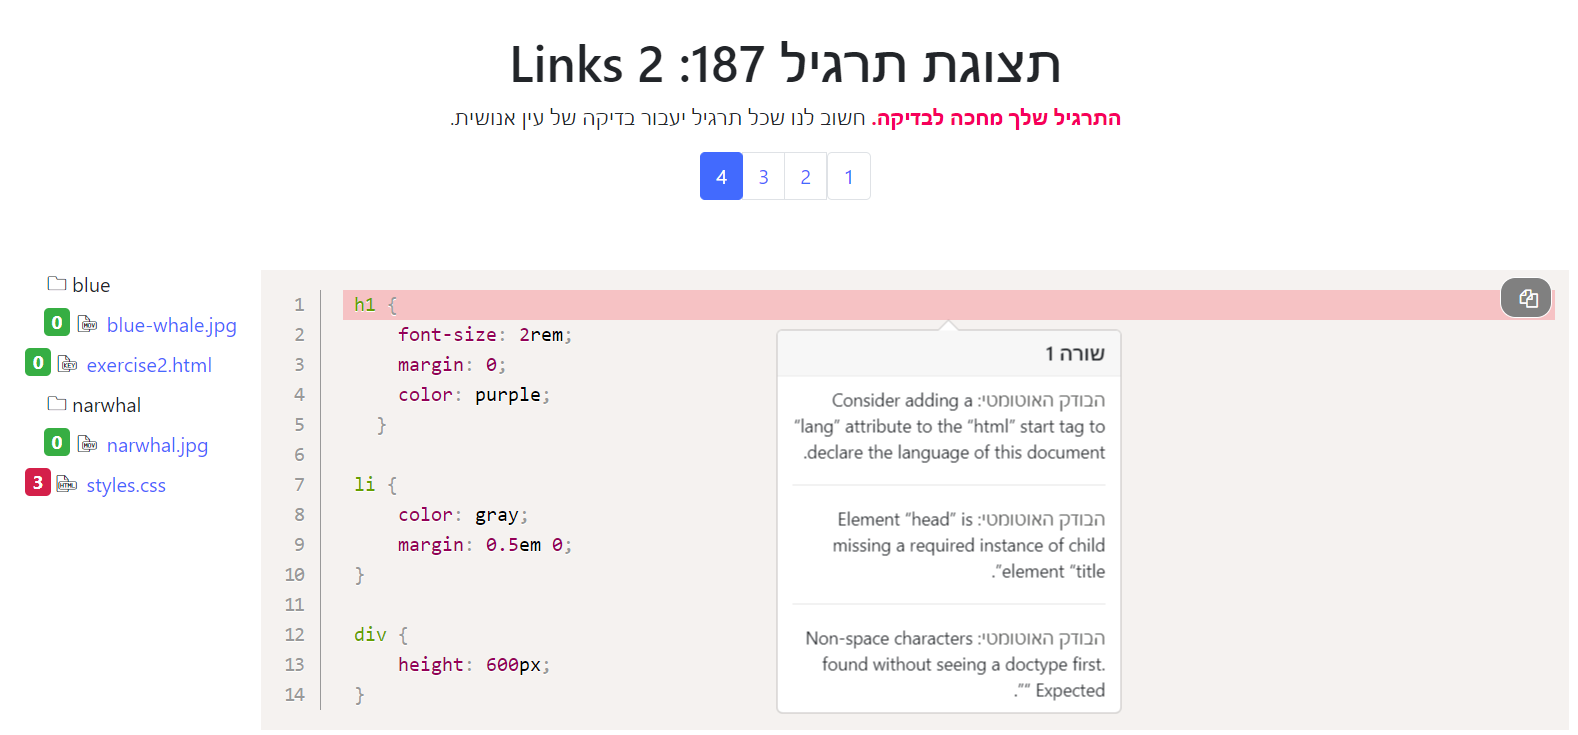 תצוגת תרגיל 187: Links 2
התרגיל שלך מחכה לבדיקה. חשוב לנו שכל תרגיל יעבור בדיקה של עין אנושית.
1 2 3 4
blue
0 blue-whale.jpg
0 exercise2.html
narwhal
0 narwhal.jpg
3 styles.css
1 h1 {
2 font-size: 2rem;
3 margin: 0;
4 color: purple;
5 }
6
7 li {
8 color: gray;
9 margin: 0.5em 0;
10 }
11
12 div {
13 height: 600px;
14 }
שורה 1
הבודק האוטומטי: Consider adding a
“lang” attribute to the “html” start tag to
declare the language of this document.
הבודק האוטומטי: Element “head” is
missing a required instance of child
element “title”.
הבודק האוטומטי: Non-space characters
found without seeing a doctype first.
Expected “”.